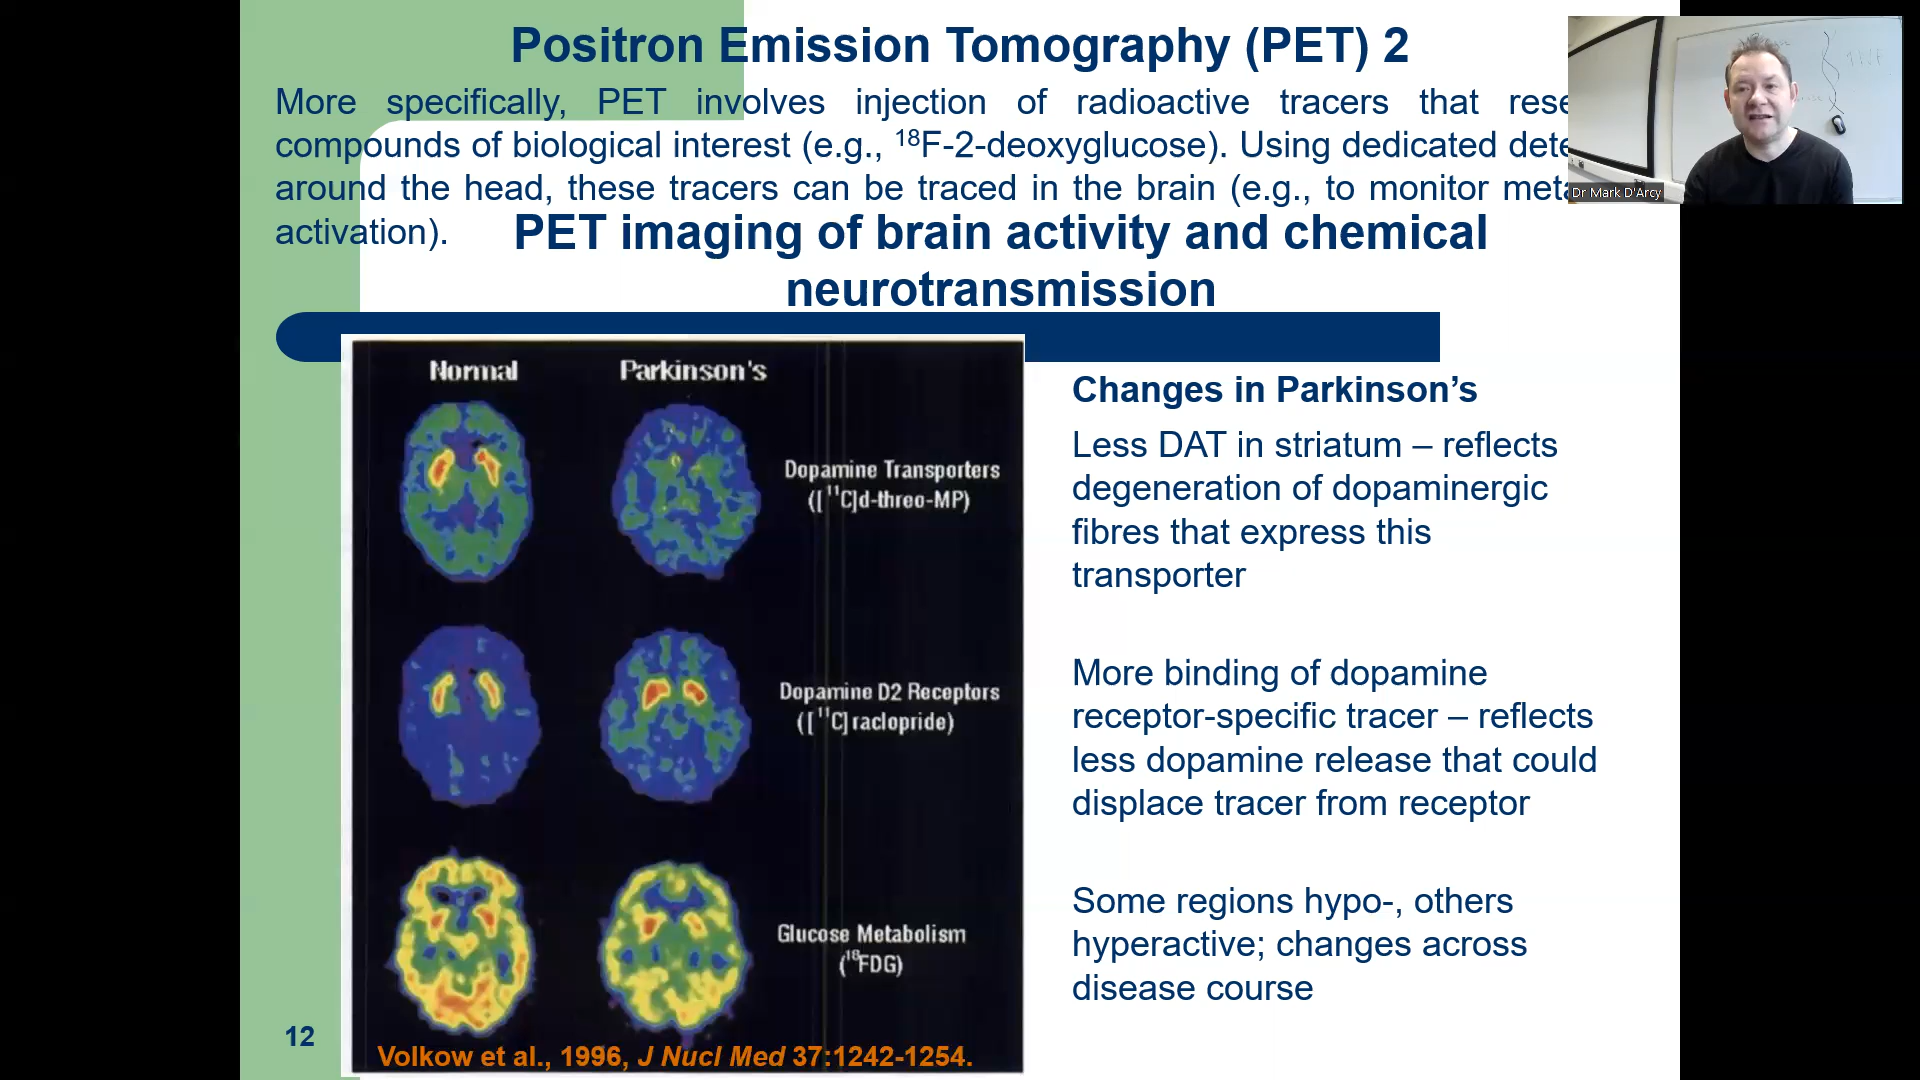 Positron Emission Tomography (PET) 2
More specifically, PET involves injection of radioactive tracers that
compounds of biological interest (e.g., ¹⁸F-2-deoxyglucose). Using dedicated
around the head, these tracers can be traced in the brain (e.g., to monitor
activation).
PET imaging of brain activity and chemical
neurotransmission
Dr Mark D'Arcy
Normal Parkinson's
Dopamine Transporters
([¹¹C]d-threo-MP)
Dopamine D2 Receptors
([¹¹C]raclopride)
Glucose Metabolism
(¹⁸FDG)
Volkow et al., 1996, J Nucl Med 37:1242-1254.
Changes in Parkinson’s
Less DAT in striatum – reflects
degeneration of dopaminergic
fibres that express this
transporter
More binding of dopamine
receptor-specific tracer – reflects
less dopamine release that could
displace tracer from receptor
Some regions hypo-, others
hyperactive; changes across
disease course
12